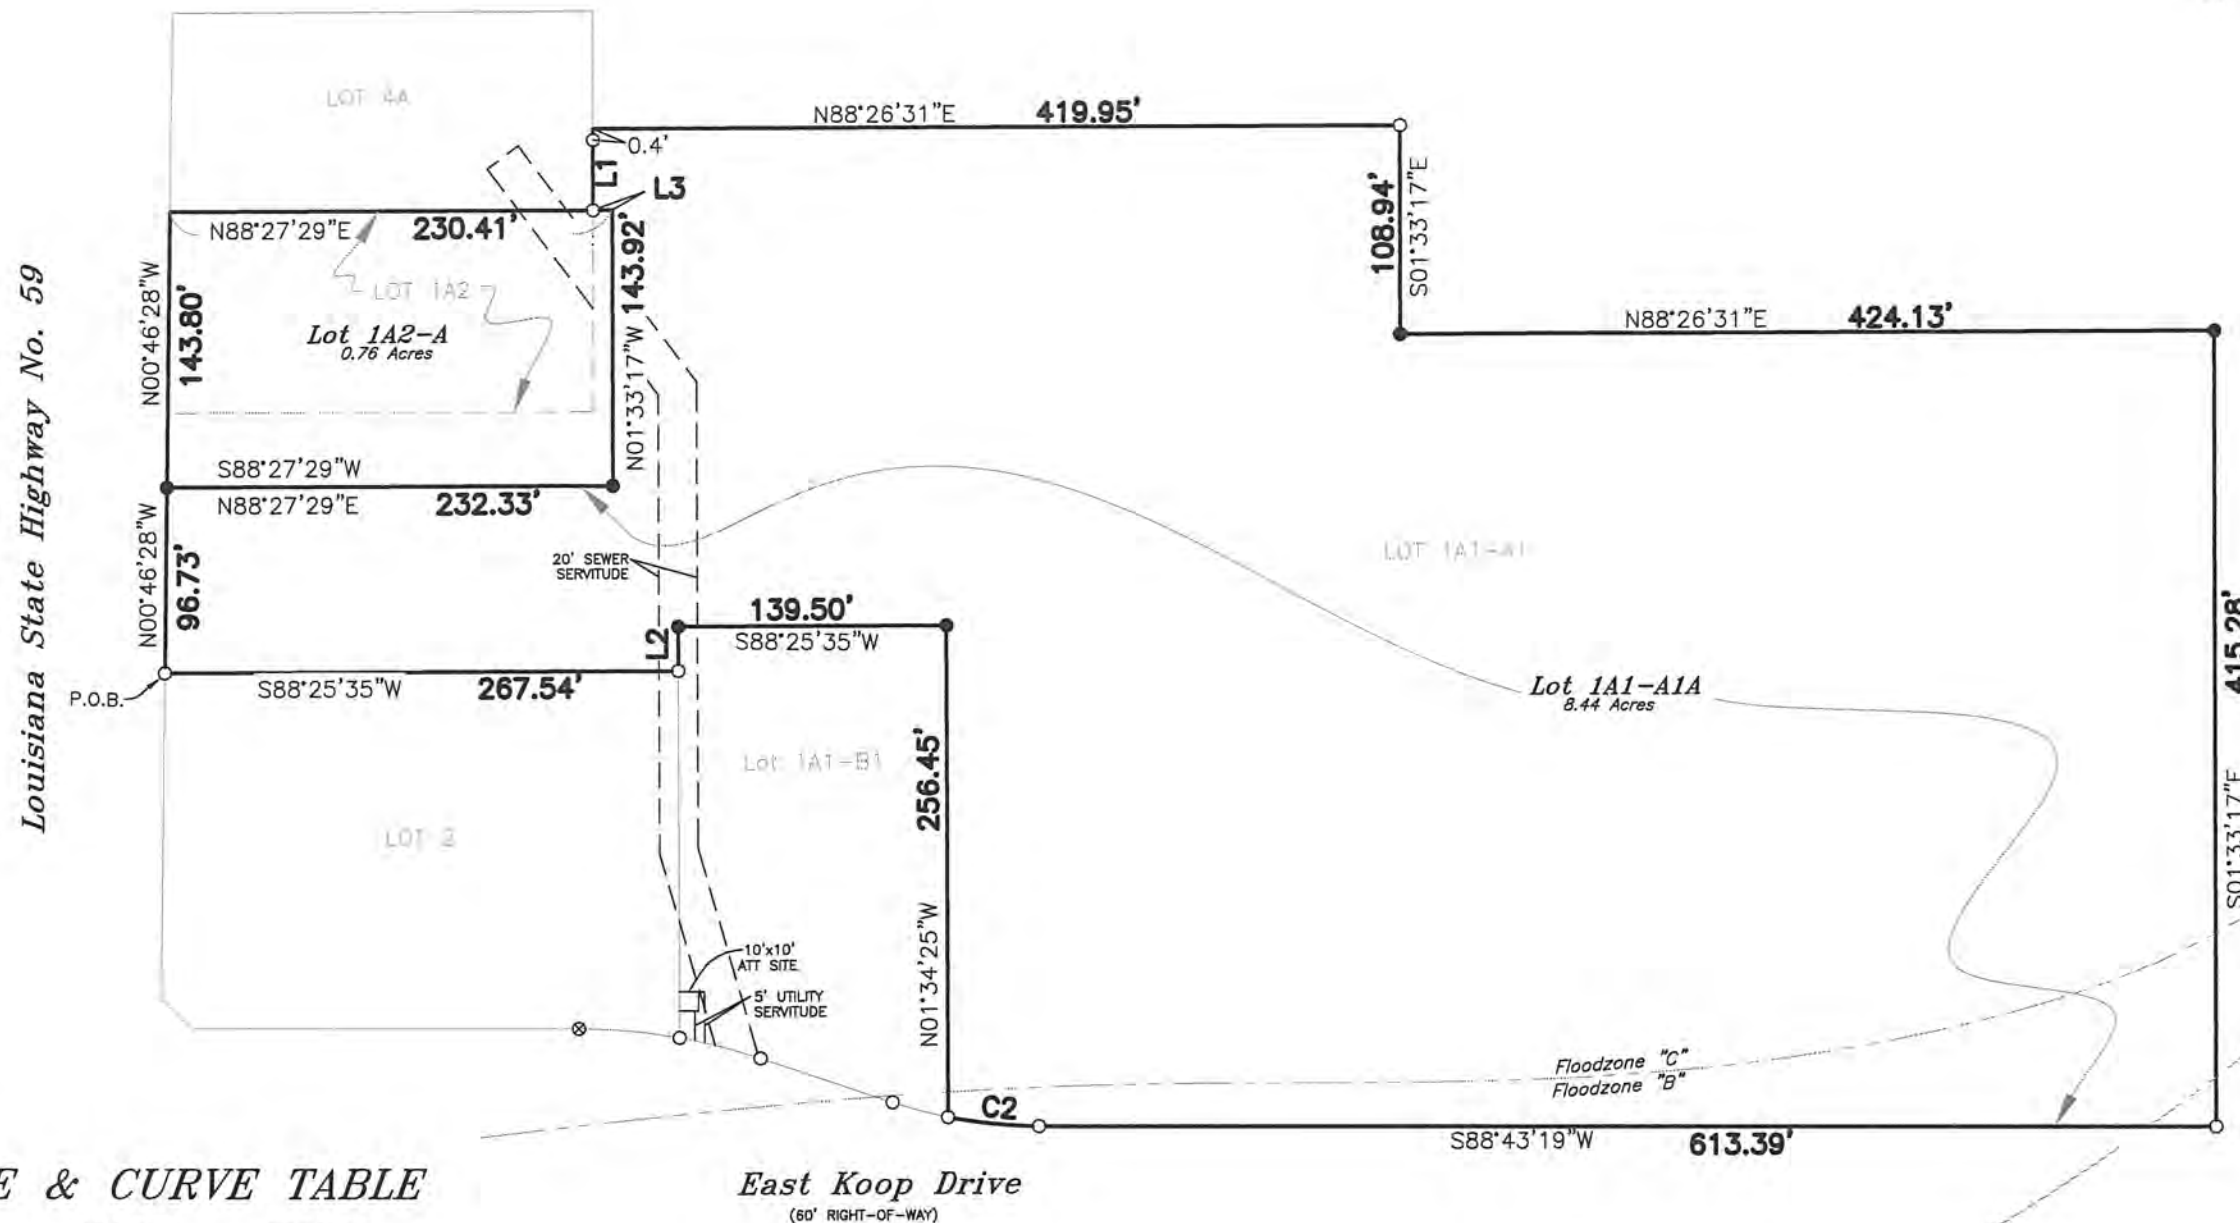 LOT 4A
N88°26'31"E 419.95'
0.4'
L1
L3
N88°27'29"E 230.41'
108.94'
S01°33'17"E
N00°46'28"W
143.80'
LOT 1A2
Lot 1A2-A
0.76 Acres
143.92'
N01°33'17"W
N88°26'31"E 424.13'
Louisiana State Highway No. 59
S88°27'29"W
N88°27'29"E 232.33'
N00°46'28"W
96.73'
20' SEWER
SERVITUDE
LOT 1A1-A1
139.50'
S88°25'35"W
L2
415.28'
S01°33'17"E
P.O.B.
S88°25'35"W 267.54'
Lot 1A1-A1A
8.44 Acres
Lot 1A1-B1
256.45'
N01°34'25"W
LOT 2
10'x10'
ATT SITE
5' UTILITY
SERVITUDE
Floodzone "C"
Floodzone "B"
C2
S88°43'19"W 613.39'
E & CURVE TABLE
East Koop Drive
(60' RIGHT-OF-WAY)